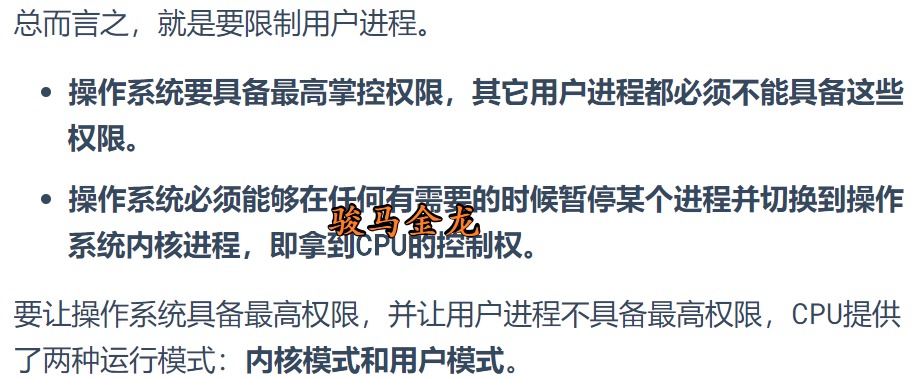 总而言之，就是要限制用户进程。
操作系统要具备最高掌控权限，其它用户进程都必须不能具备这些
权限。
操作系统必须能够在任何有需要的时候暂停某个进程并切换到操作
骏马金龙
系统内核进程，即拿到CPU的控制权。
要让操作系统具备最高权限，并让用户进程不具备最高权限，CPU提供
了两种运行模式：内核模式和用户模式。